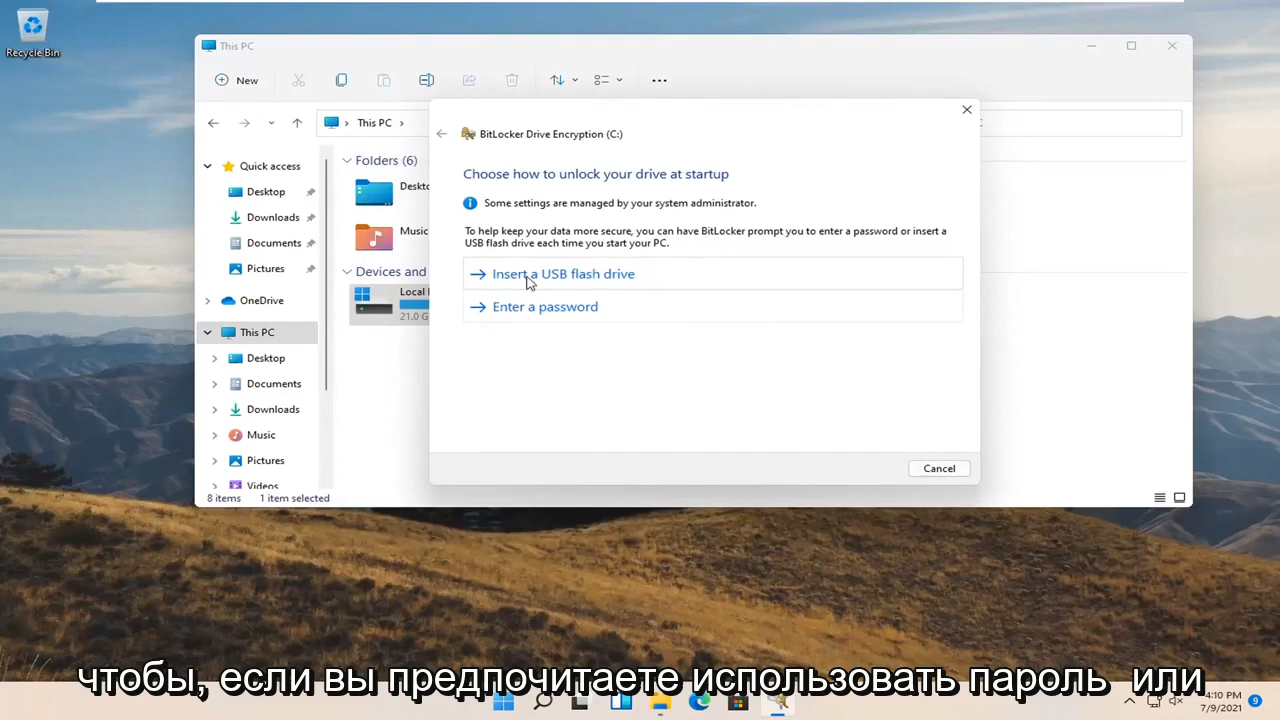 Recycle Bin
This PC
New
This PC
Quick access
Desktop
Downloads
Documents
Pictures
OneDrive
This PC
Desktop
Documents
Downloads
Music
Pictures
Videos
Folders (6)
Music
Devices and
Local
21.0 G
8 items 1 item selected
BitLocker Drive Encryption (C:)
Choose how to unlock your drive at startup
Some settings are managed by your system administrator.
To help keep your data more secure, you can have BitLocker prompt you to enter a password or insert a
USB flash drive each time you start your PC.
Insert a USB flash drive
Enter a password
Cancel
чтобы, если вы предпочитаете использовать пароль или
4:10 PM
7/9/2021
9